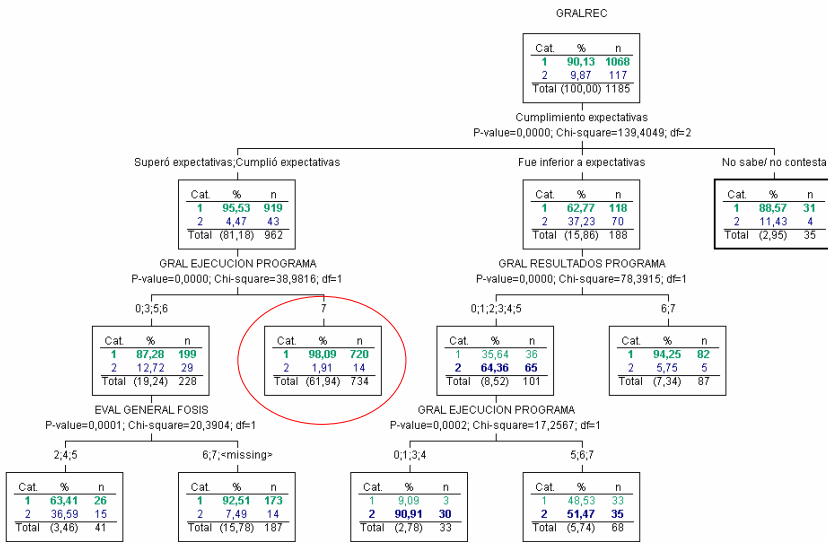 GRALREC
Cat. % n
1 90,13 1068
2 9,87 117
Total (100,00) 1185
Cumplimiento expectativas
P-value=0,0000; Chi-square=139,4049; df=2
Superó expectativas;Cumplió expectativas
Fue inferior a expectativas
No sabe/ no contesta
Cat. % n
1 95,53 919
2 4,47 43
Total (81,18) 962
Cat. % n
1 62,77 118
2 37,23 70
Total (15,86) 188
Cat. % n
1 88,57 31
2 11,43 4
Total (2,95) 35
GRAL EJECUCION PROGRAMA
P-value=0,0000; Chi-square=38,9816; df=1
GRAL RESULTADOS PROGRAMA
P-value=0,0000; Chi-square=78,3915; df=1
0;3;5;6
7
0;1;2;3;4;5
6;7
Cat. % n
1 87,28 199
2 12,72 29
Total (19,24) 228
Cat. % n
1 98,09 720
2 1,91 14
Total (61,94) 734
Cat. % n
1 35,64 36
2 64,36 65
Total (8,52) 101
Cat. % n
1 94,25 82
2 5,75 5
Total (7,34) 87
EVAL GENERAL FOSIS
P-value=0,0001; Chi-square=20,3904; df=1
GRAL EJECUCION PROGRAMA
P-value=0,0002; Chi-square=17,2567; df=1
2;4;5
6;7;<missing>
0;1;3;4
5;6;7
Cat. % n
1 63,41 26
2 36,59 15
Total (3,46) 41
Cat. % n
1 92,51 173
2 7,49 14
Total (15,78) 187
Cat. % n
1 9,09 3
2 90,91 30
Total (2,78) 33
Cat. % n
1 48,53 33
2 51,47 35
Total (5,74) 68